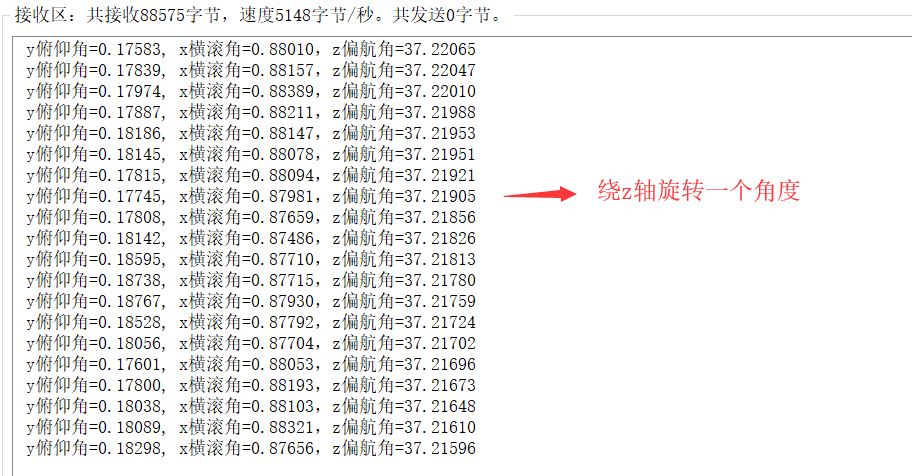 接收区：共接收88575字节，速度5148字节/秒。共发送0字节。
y俯仰角=0.17583, x横滚角=0.88010，z偏航角=37.22065
y俯仰角=0.17839, x横滚角=0.88157，z偏航角=37.22047
y俯仰角=0.17974, x横滚角=0.88389，z偏航角=37.22010
y俯仰角=0.17887, x横滚角=0.88211，z偏航角=37.21988
y俯仰角=0.18186, x横滚角=0.88147，z偏航角=37.21953
y俯仰角=0.18145, x横滚角=0.88078，z偏航角=37.21951
y俯仰角=0.17815, x横滚角=0.88094，z偏航角=37.21921
y俯仰角=0.17745, x横滚角=0.87981，z偏航角=37.21905
绕z轴旋转一个角度
y俯仰角=0.17808, x横滚角=0.87659，z偏航角=37.21856
y俯仰角=0.18142, x横滚角=0.87486，z偏航角=37.21826
y俯仰角=0.18595, x横滚角=0.87710，z偏航角=37.21813
y俯仰角=0.18738, x横滚角=0.87715，z偏航角=37.21780
y俯仰角=0.18767, x横滚角=0.87930，z偏航角=37.21759
y俯仰角=0.18528, x横滚角=0.87792，z偏航角=37.21724
y俯仰角=0.18056, x横滚角=0.87704，z偏航角=37.21702
y俯仰角=0.17601, x横滚角=0.88053，z偏航角=37.21696
y俯仰角=0.17800, x横滚角=0.88193，z偏航角=37.21673
y俯仰角=0.18038, x横滚角=0.88103，z偏航角=37.21648
y俯仰角=0.18089, x横滚角=0.88321，z偏航角=37.21610
y俯仰角=0.18298, x横滚角=0.87656，z偏航角=37.21596